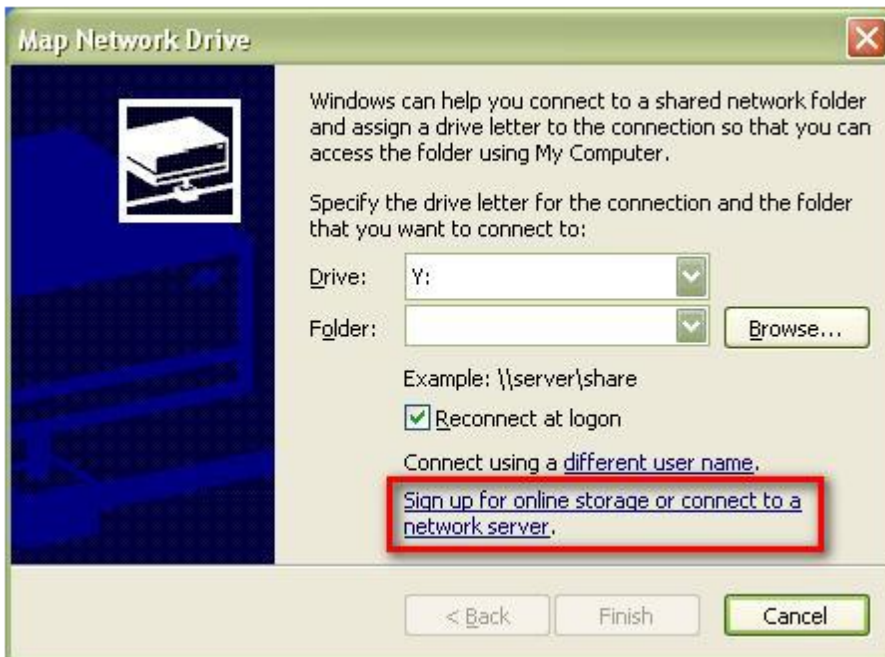 Map Network Drive
Windows can help you connect to a shared network folder
and assign a drive letter to the connection so that you can
access the folder using My Computer.
Specify the drive letter for the connection and the folder
that you want to connect to:
Drive: Y:
Folder: Browse...
Example: \\server\share
Reconnect at logon
Connect using a different user name.
Sign up for online storage or connect to a
network server.
< Back Finish Cancel